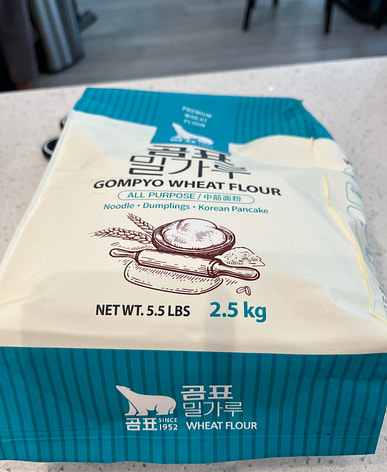 PREMIUM
WHEAT
FLOUR
곰표
밀가루
GOMPYO WHEAT FLOUR
ALL PURPOSE / 中筋面粉
Noodle • Dumplings • Korean Pancake
NET WT. 5.5 LBS 2.5 kg
곰표
SINCE
1952
곰표
밀가루
WHEAT FLOUR